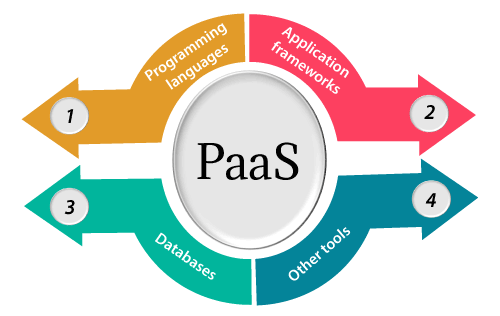 Programming
languages
1
Application
frameworks
2
PaaS
3
Databases
Other tools
4